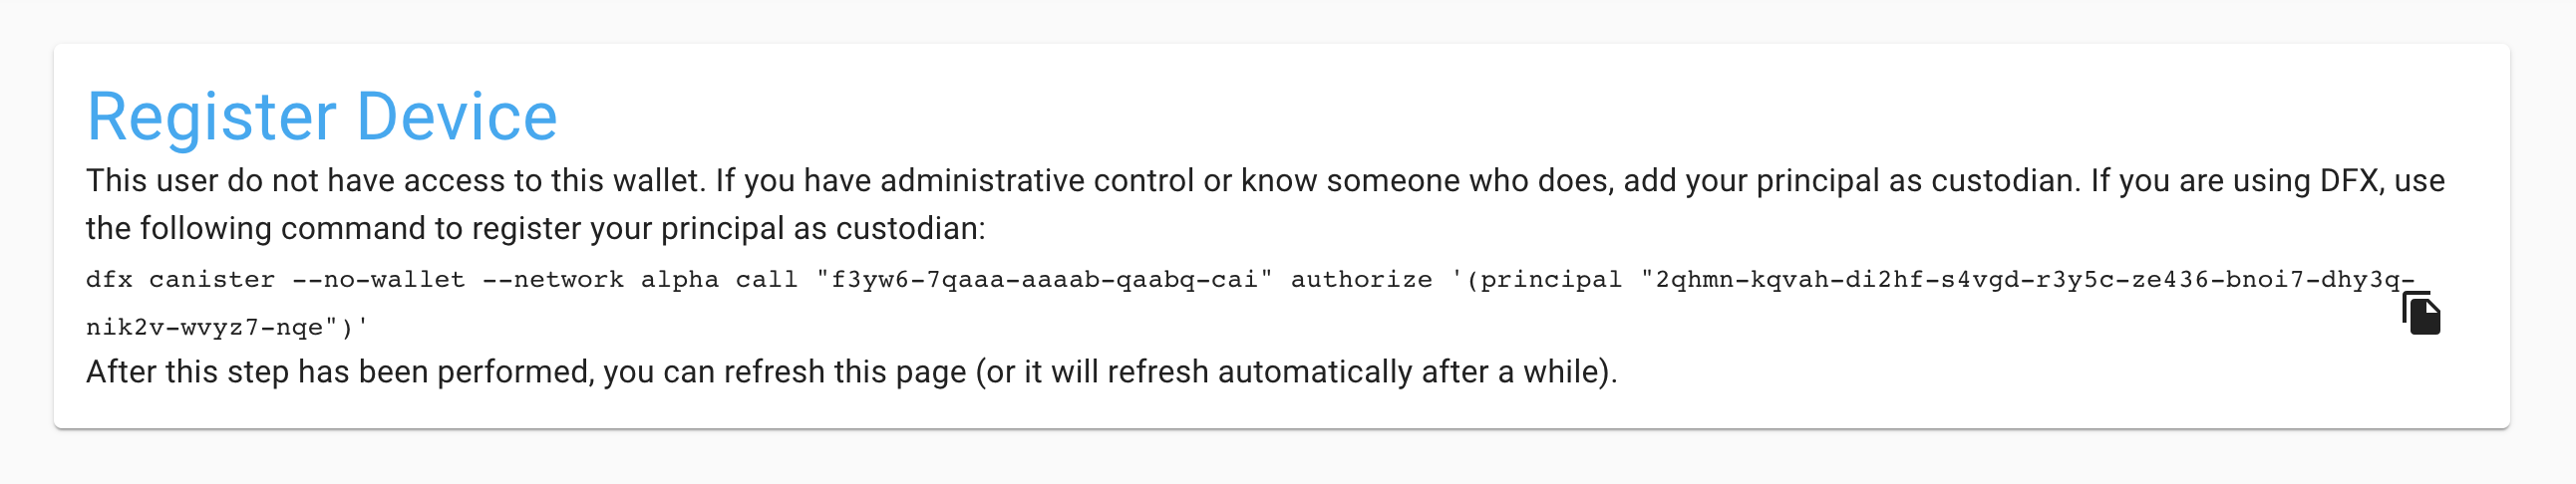 Register Device
This user do not have access to this wallet. If you have administrative control or know someone who does, add your principal as custodian. If you are using DFX, use
the following command to register your principal as custodian:
dfx canister --no-wallet --network alpha call "f3yw6-7qaaa-aaaab-qaabq-cai" authorize '(principal "2qhmn-kqvah-di2hf-s4vgd-r3y5c-ze436-bnoi7-dhy3q-
nik2v-wvyz7-nqe")'
After this step has been performed, you can refresh this page (or it will refresh automatically after a while).